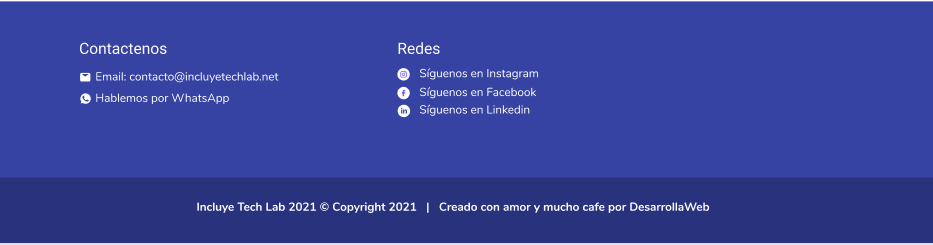 Contactenos
Email: contacto@incluyetechlab.net
Hablemos por WhatsApp
Redes
Síguenos en Instagram
Síguenos en Facebook
Síguenos en Linkedin
Incluye Tech Lab 2021 © Copyright 2021 | Creado con amor y mucho cafe por DesarrollaWeb